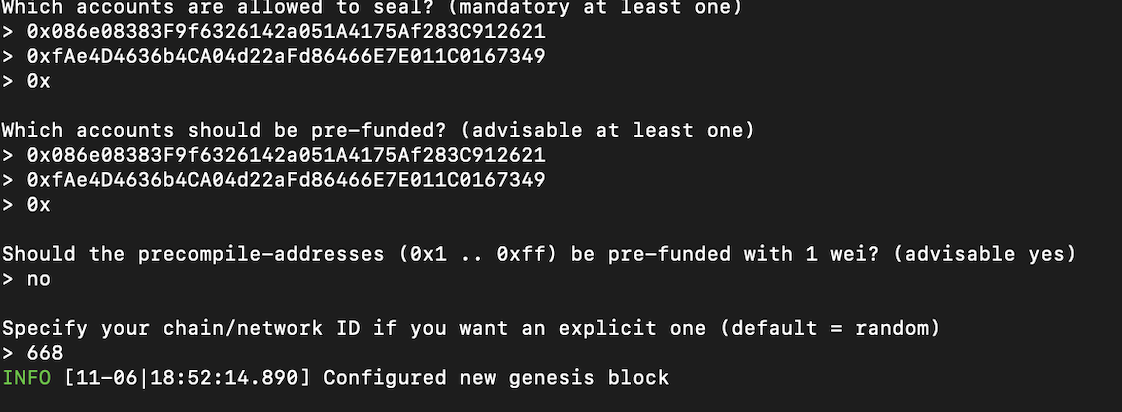 Which accounts are allowed to seal? (mandatory at least one)
> 0x086e08383F9f6326142a051A4175Af283C912621
> 0xfAe4D4636b4CA04d22aFd86466E7E011C0167349
> 0x
Which accounts should be pre-funded? (advisable at least one)
> 0x086e08383F9f6326142a051A4175Af283C912621
> 0xfAe4D4636b4CA04d22aFd86466E7E011C0167349
> 0x
Should the precompile-addresses (0x1 .. 0xff) be pre-funded with 1 wei? (advisable yes)
> no
Specify your chain/network ID if you want an explicit one (default = random)
> 668
INFO [11-06|18:52:14.890] Configured new genesis block